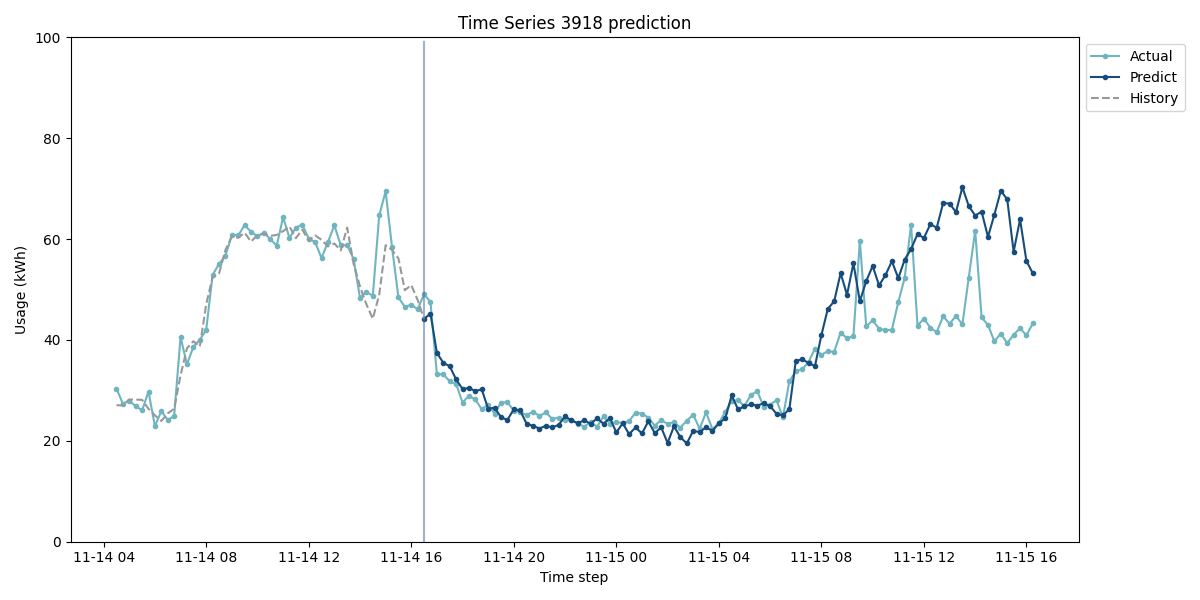 Time Series 3918 prediction
100
80
60
40
20
0
Usage (kWh)
11-14 04
11-14 08
11-14 12
11-14 16
11-14 20
11-15 00
11-15 04
11-15 08
11-15 12
11-15 16
Time step
Actual
Predict
History